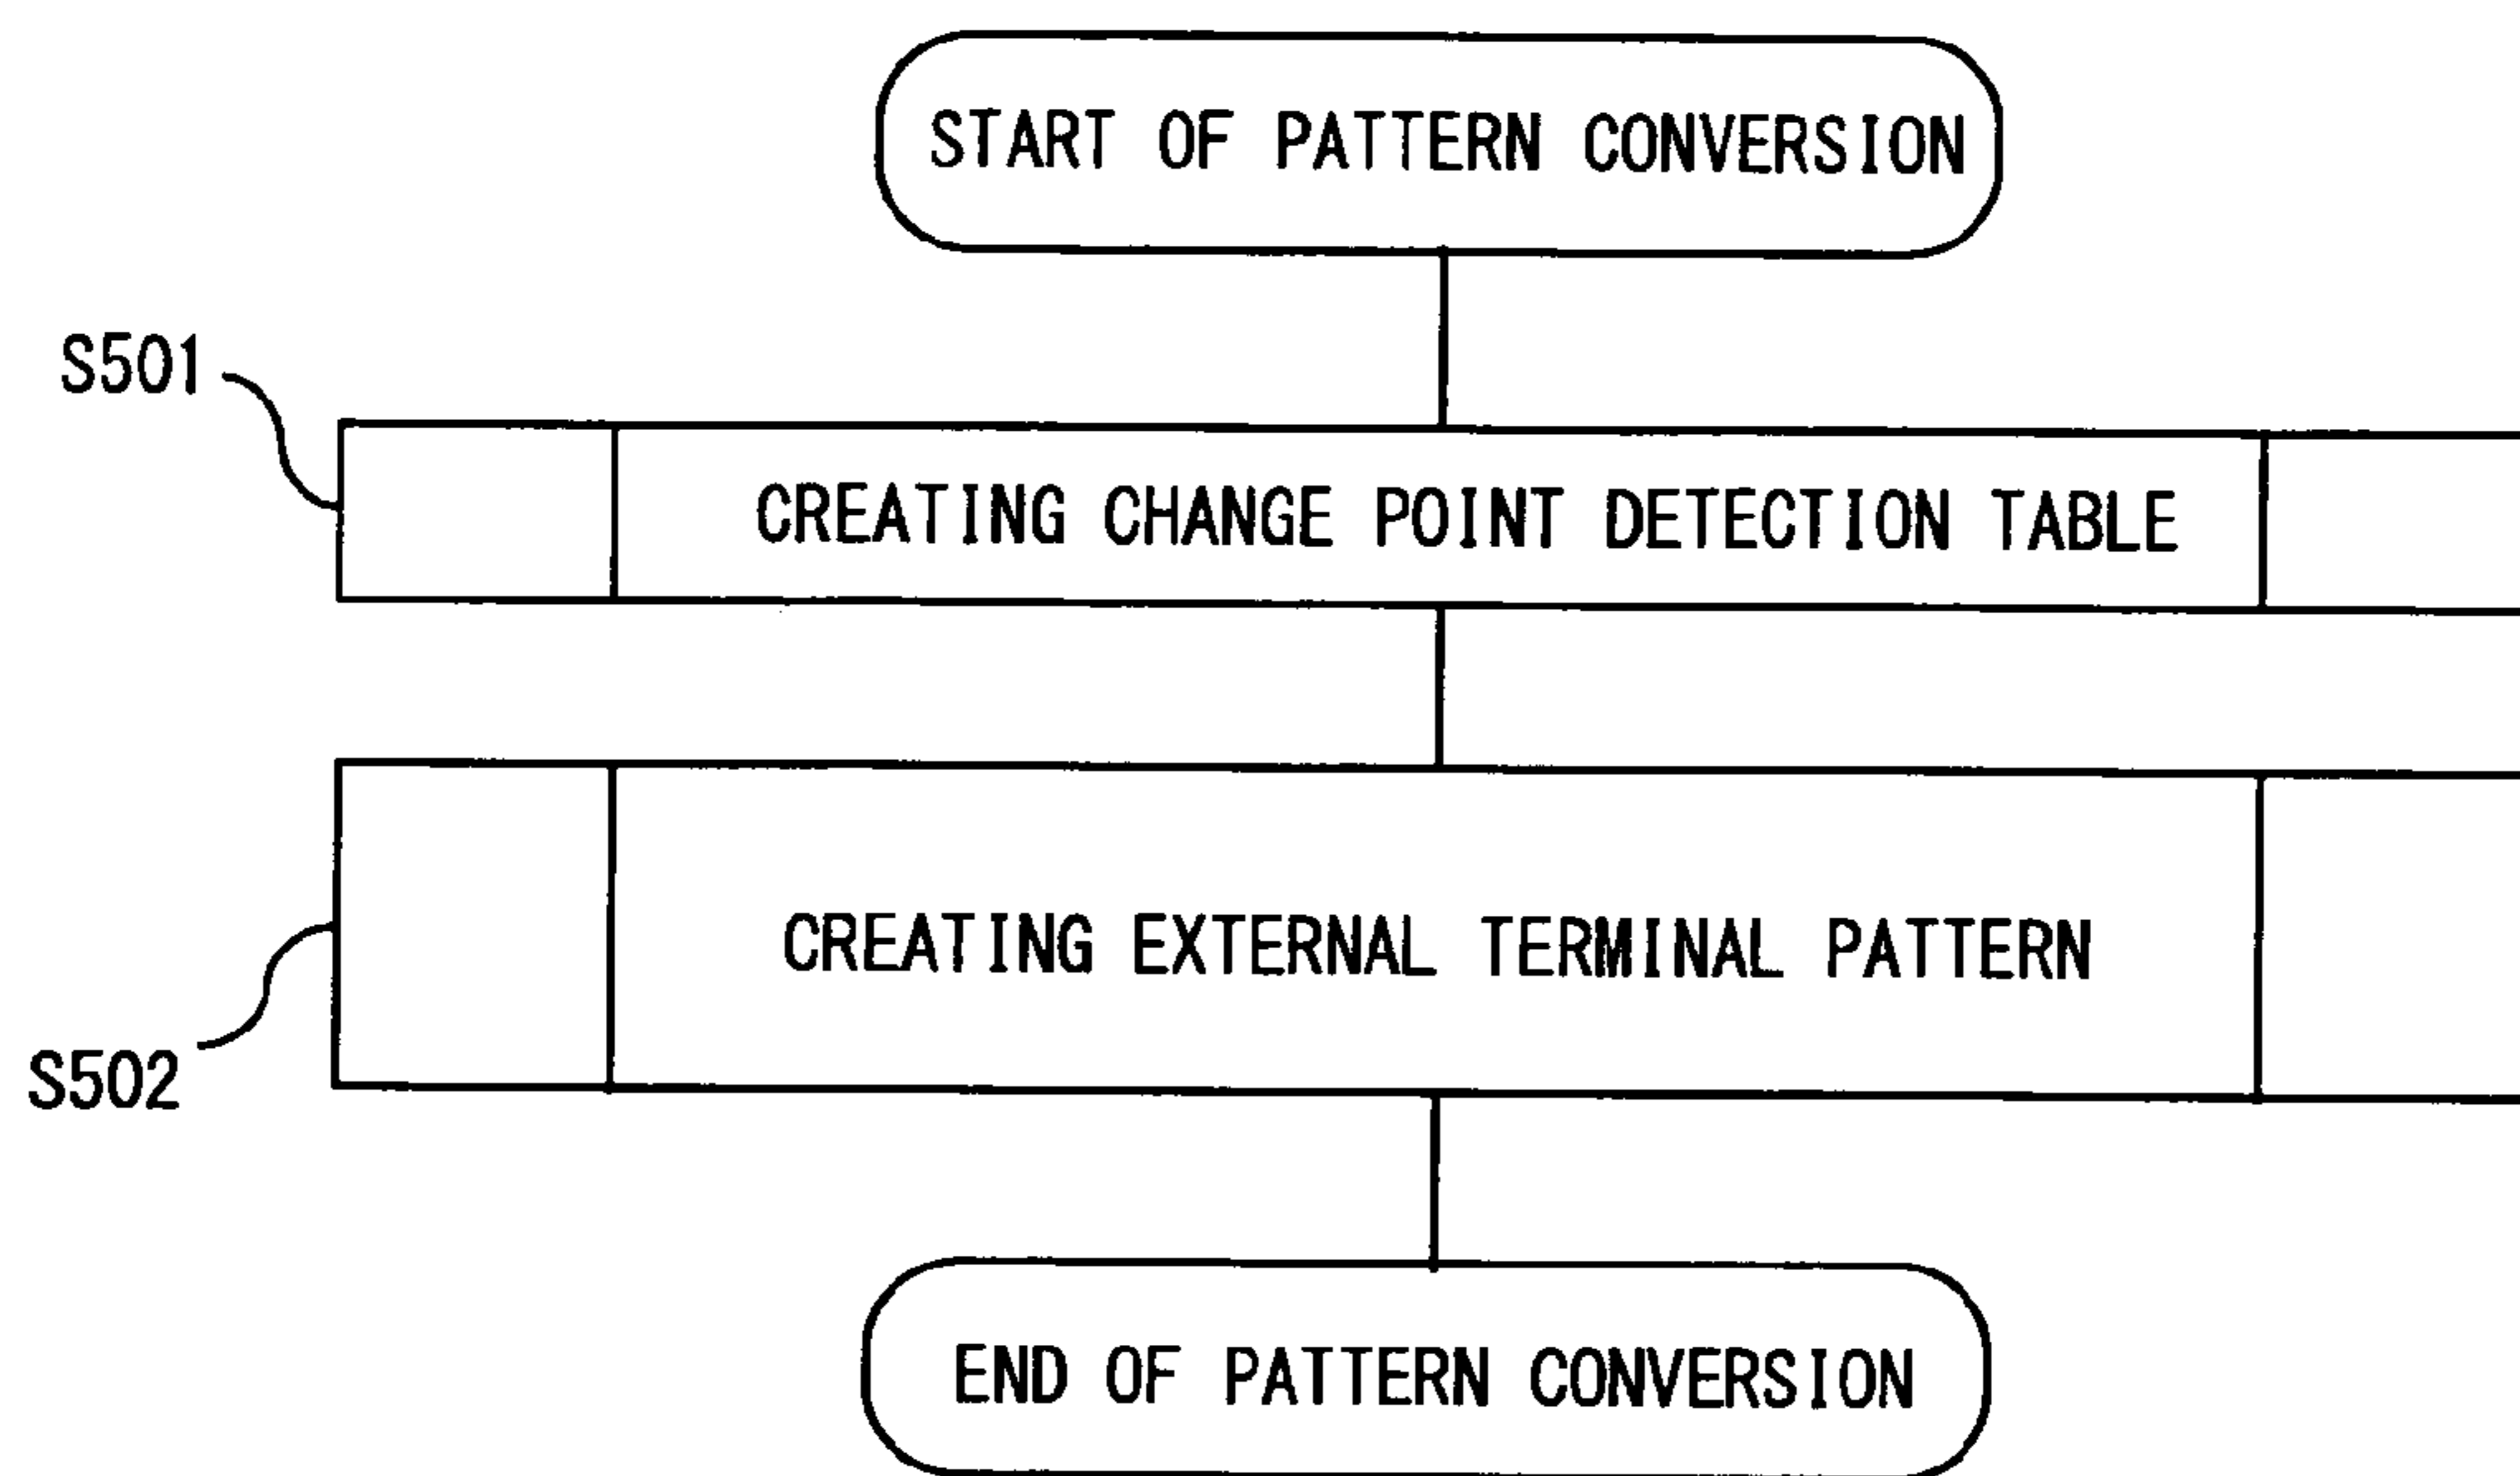 START OF PATTERN CONVERSION
S501
CREATING CHANGE POINT DETECTION TABLE
CREATING EXTERNAL TERMINAL PATTERN
S502
END OF PATTERN CONVERSION